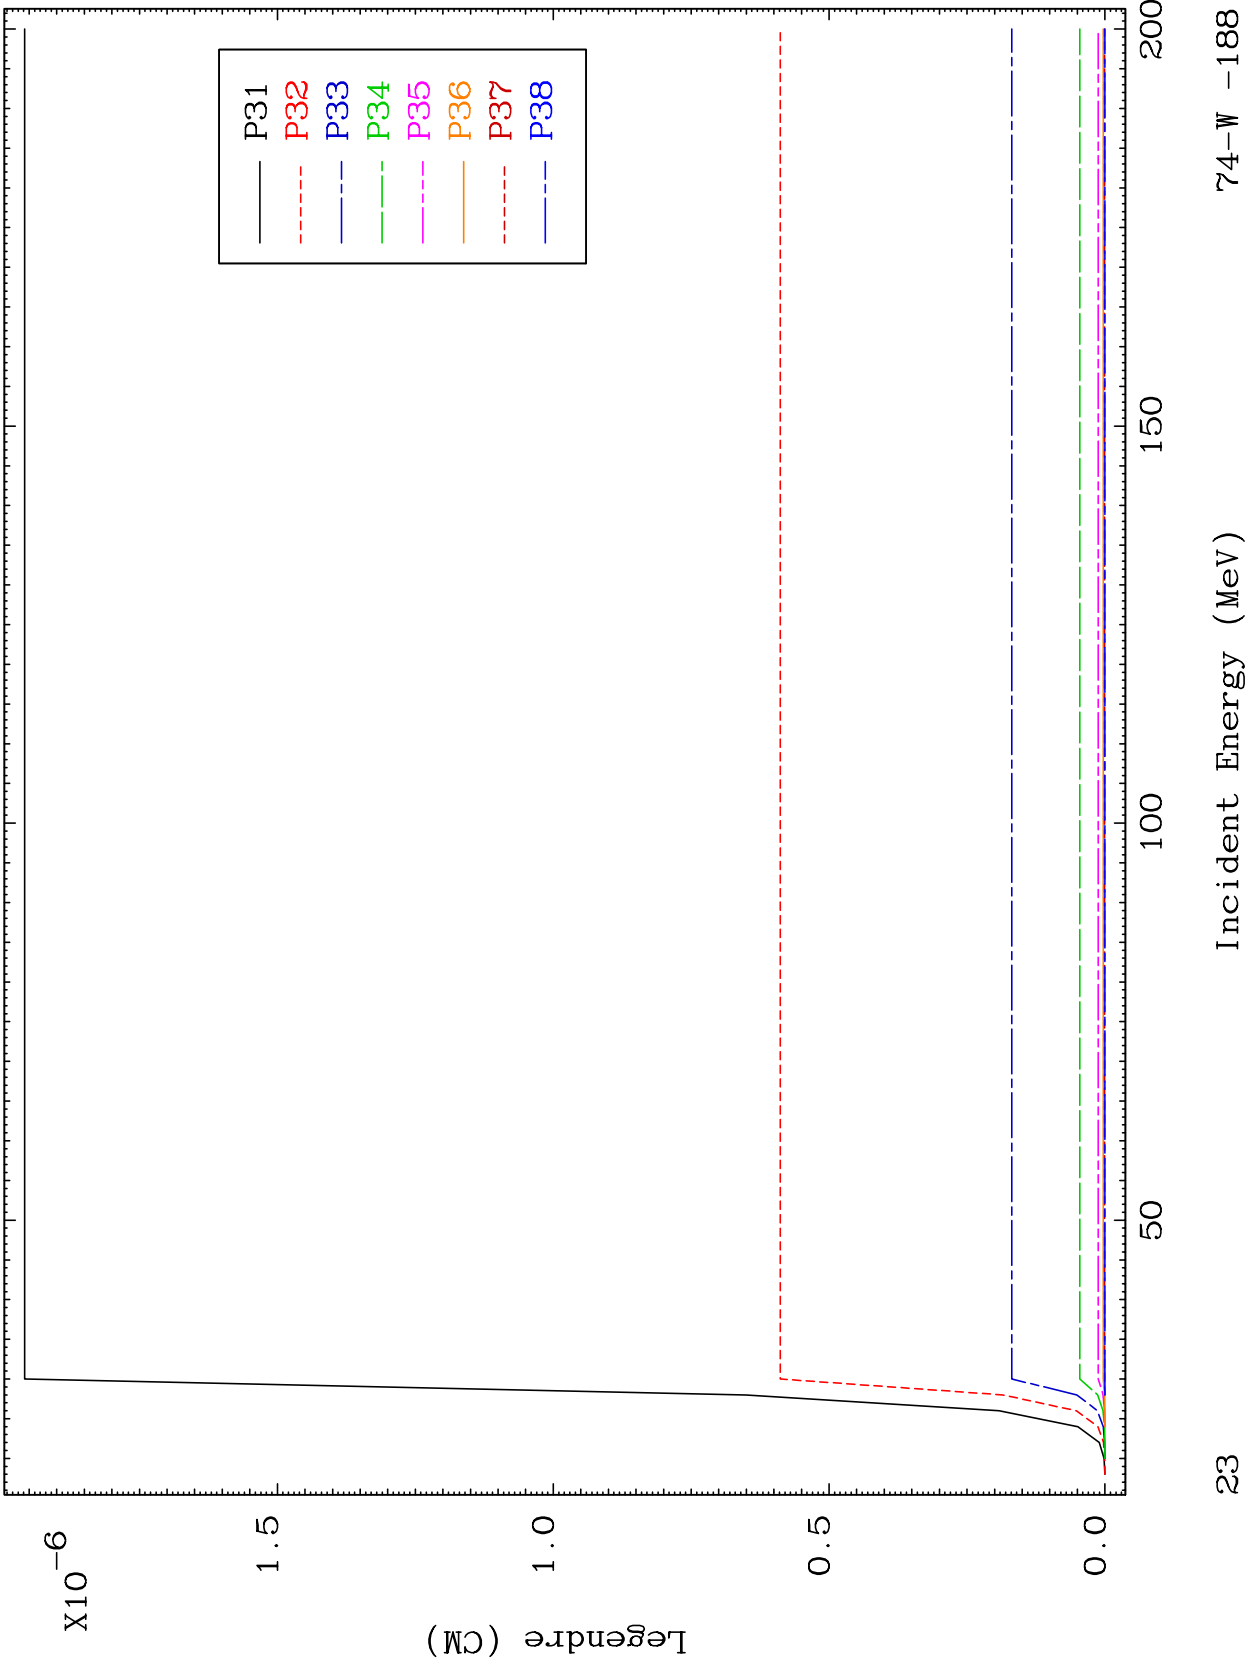 X10-6
1.5
1.0
0.5
0.0
Legendre (CM)
P31
P32
P33
P34
P35
P36
P37
P38
50
100
150
200
23
Incident Energy (MeV)
74-W -188